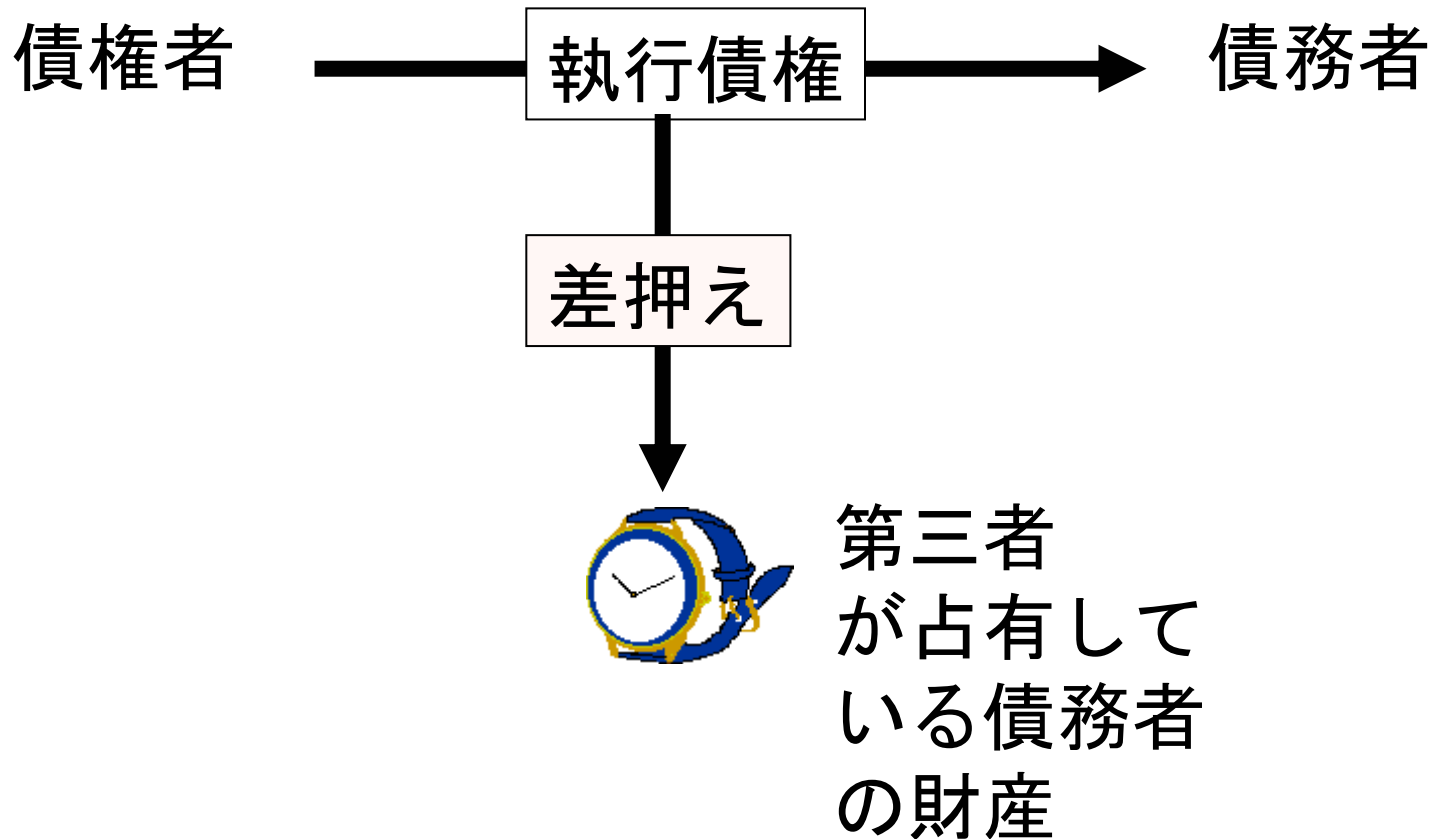 債権者
執行債権
債務者
差押え
第三者
が占有して
いる債務者
の財産